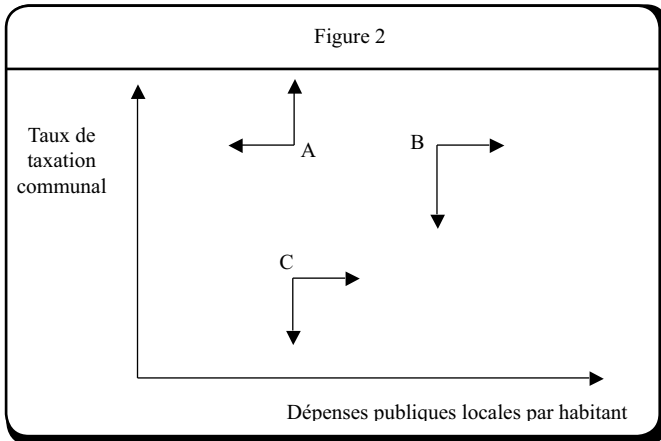 Figure 2
Taux de
taxation
communal
A
B
C
Dépenses publiques locales par habitant